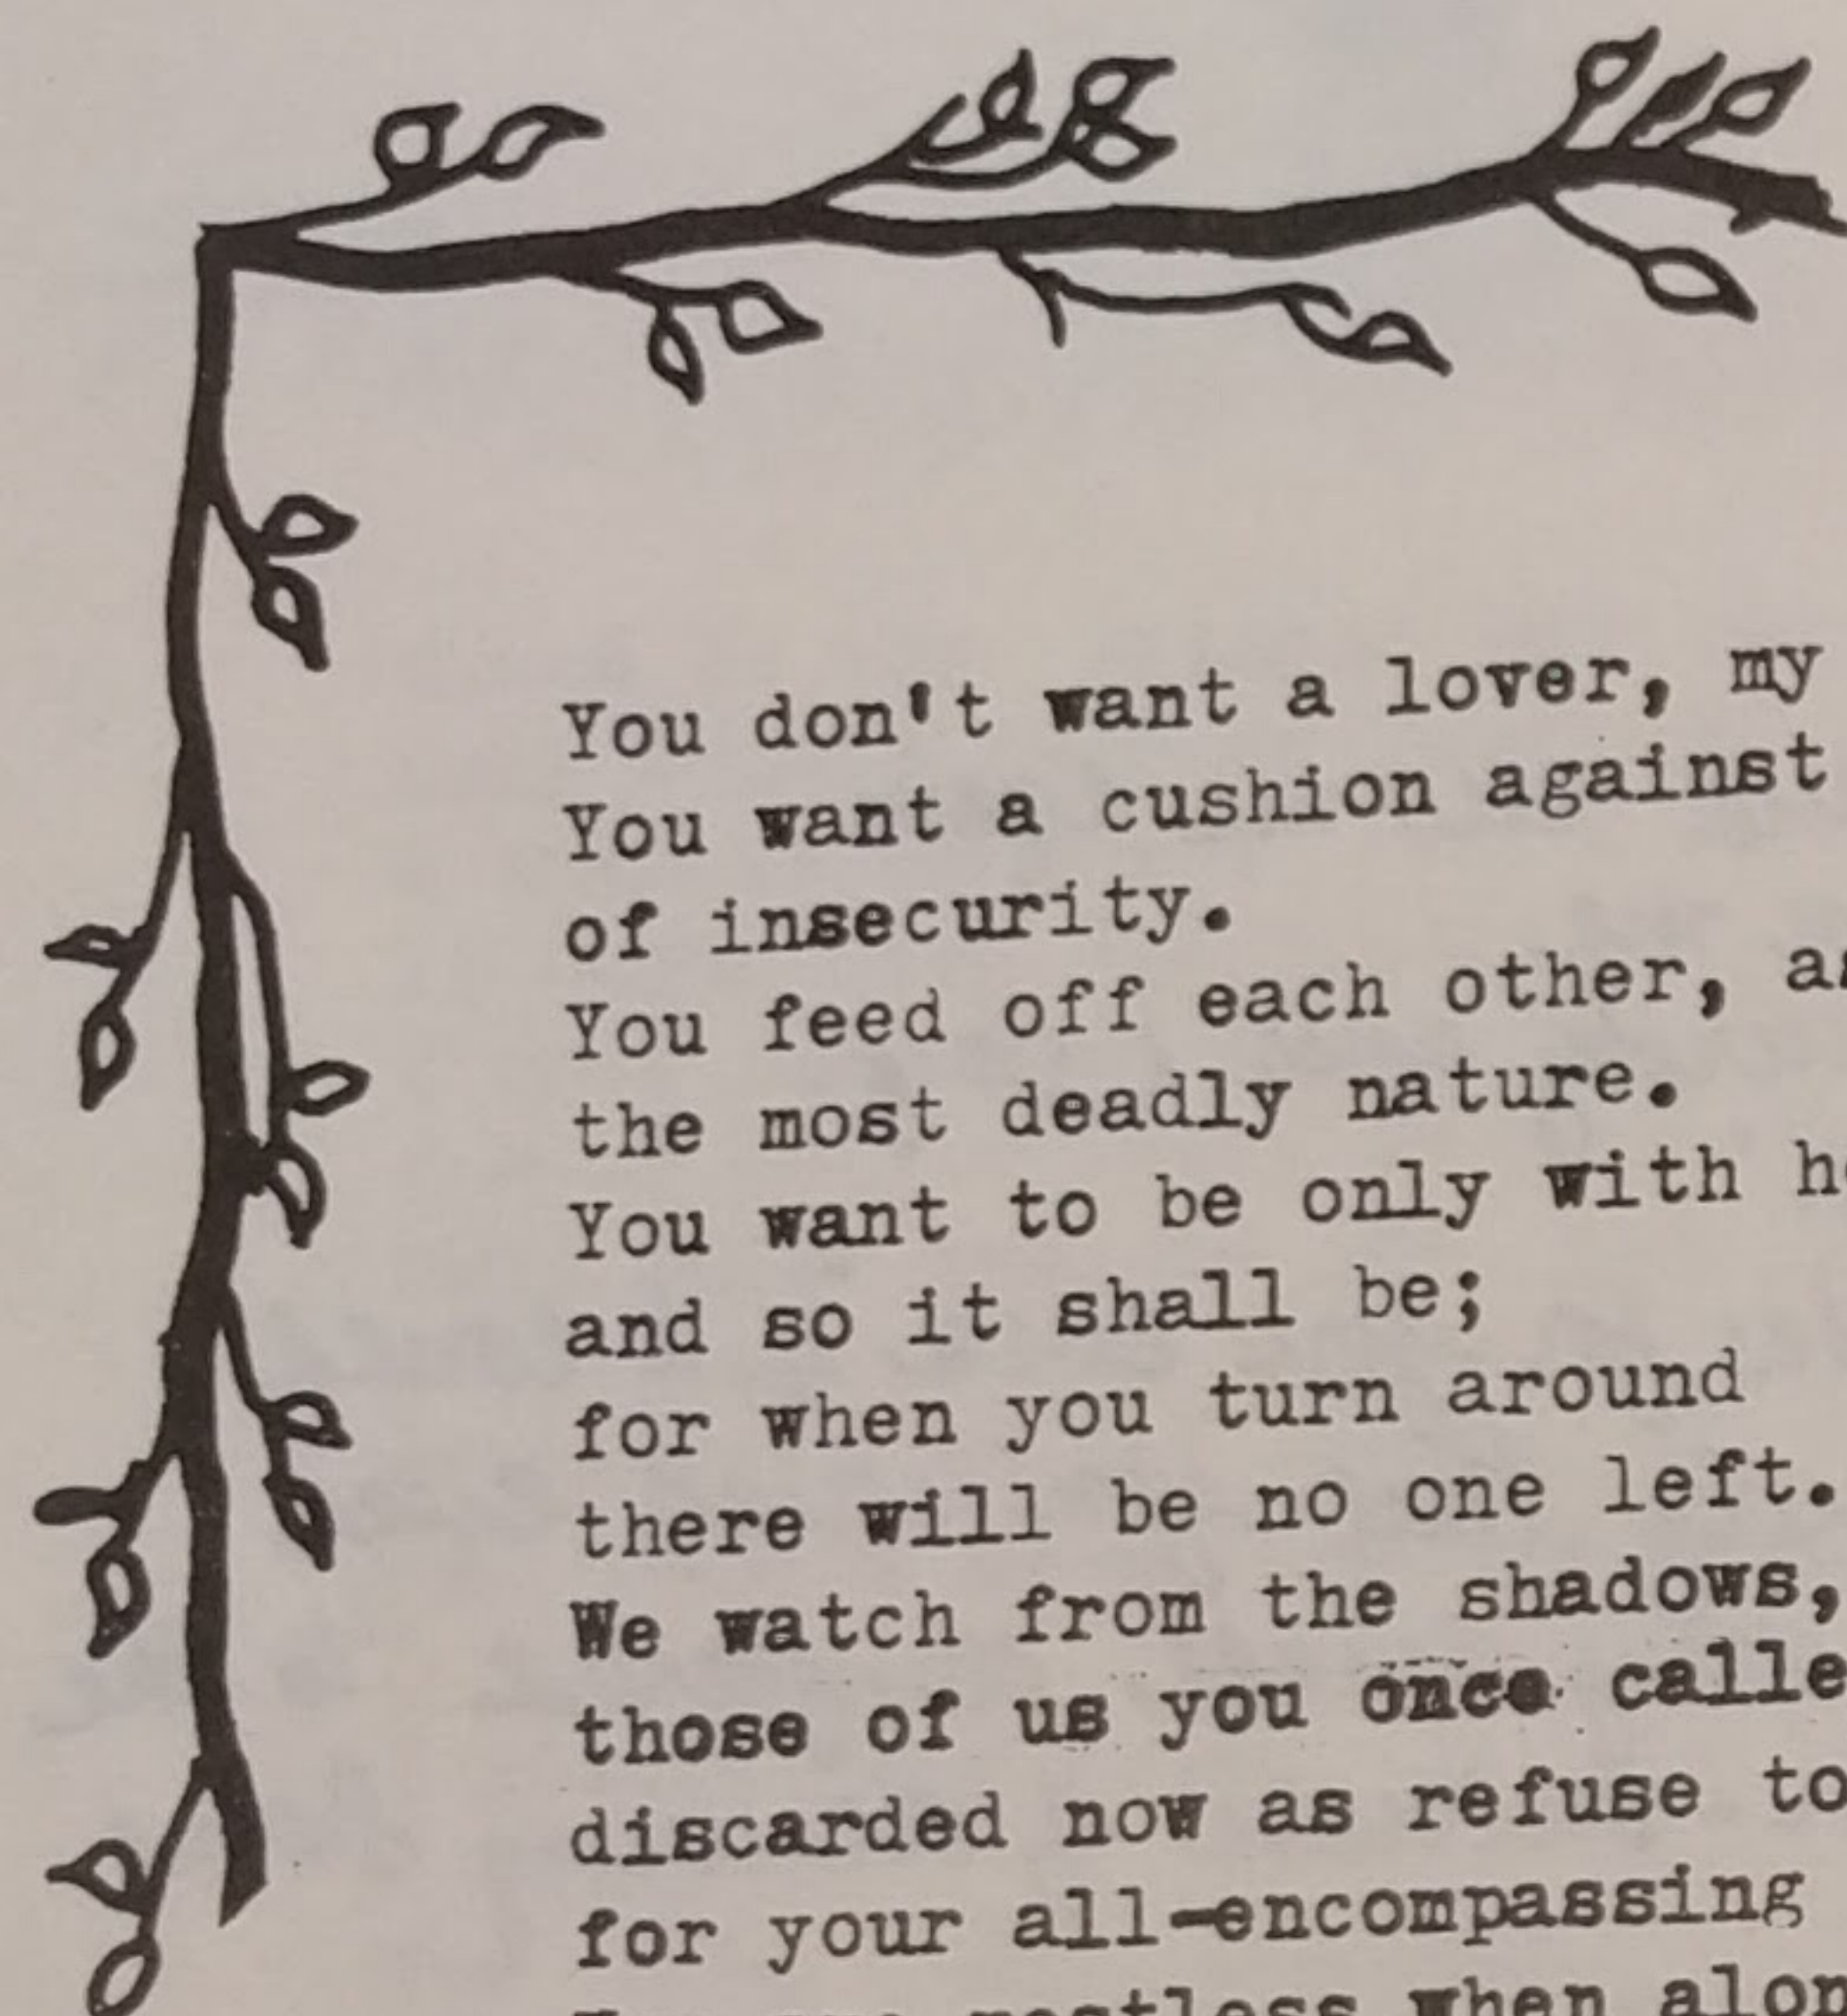 You don't want a lover, my
You want a cushion against
of insecurity.
You feed off each other,
the most deadly nature.
You want to be only with
and so it shall be;
for when you turn around
there will be no one left.
We watch from the shadows,
those of us you once calle
discarded now as refuse to
for your all-encompassing
when